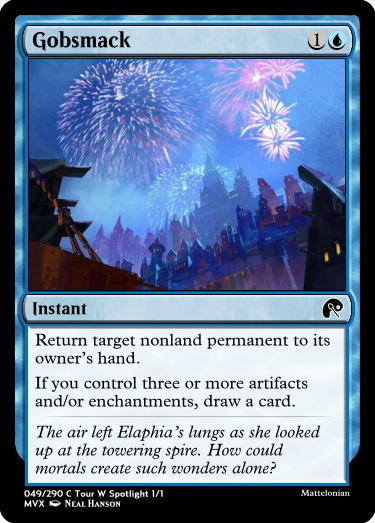 Gobsmack 1
Instant
Return target nonland permanent to its
owner's hand.
If you control three or more artifacts
and/or enchantments, draw a card.
The air left Elaphia's lungs as she looked
up at the towering spire. How could
mortals create such wonders alone?
049/290 C Tour W Spotlight 1/1
MVX Neal Hanson
Mattelonian